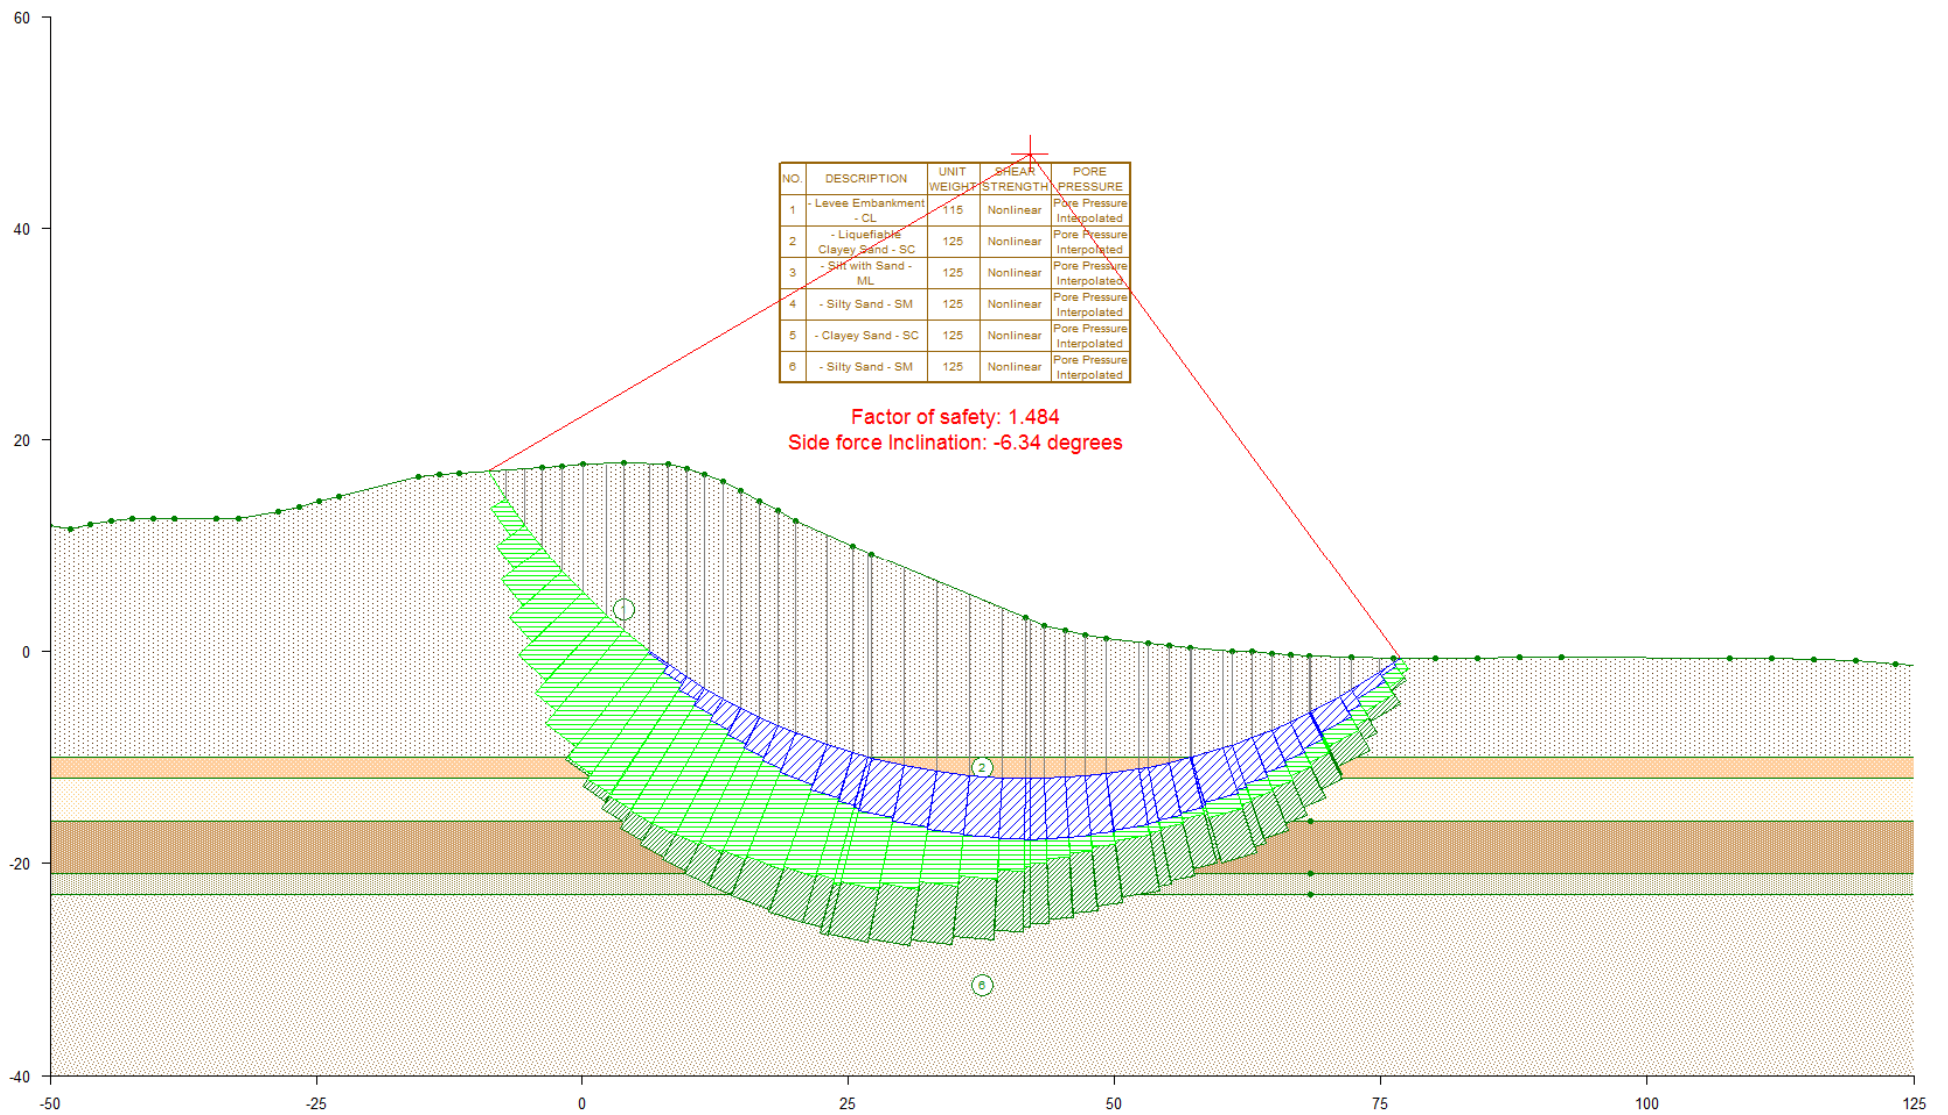 60
40
20
0
-20
-40
-50
-25
0
25
50
75
100
125
NO. DESCRIPTION UNIT WEIGHT SHEAR STRENGTH PORE PRESSURE
1 - Levee Embankment - CL 115 Nonlinear Pore Pressure Interpolated
2 - Liquefiable Clayey Sand - SC 125 Nonlinear Pore Pressure Interpolated
3 - Silt with Sand - ML 125 Nonlinear Pore Pressure Interpolated
4 - Silty Sand - SM 125 Nonlinear Pore Pressure Interpolated
5 - Clayey Sand - SC 125 Nonlinear Pore Pressure Interpolated
6 - Silty Sand - SM 125 Nonlinear Pore Pressure Interpolated
Factor of safety: 1.484
Side force Inclination: -6.34 degrees
1
2
6